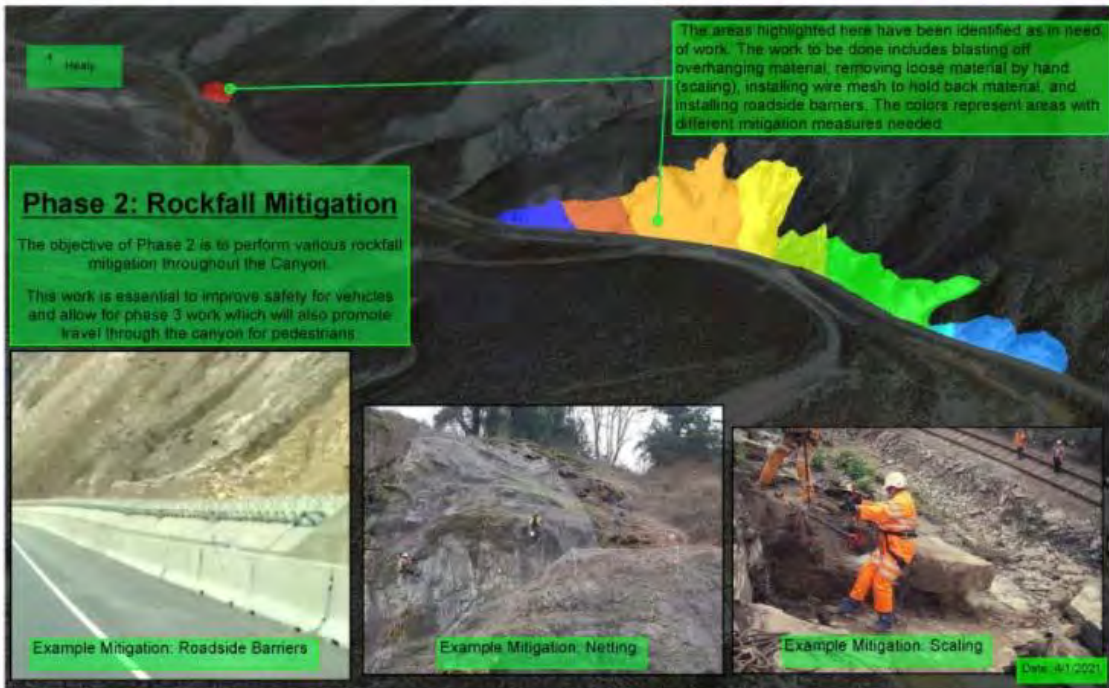 Healy
The areas highlighted here have been identified as in need
of work. The work to be done includes blasting off
overhanging material, removing loose material by hand
(scaling), installing wire mesh to hold back material, and
installing roadside barriers. The colors represent areas with
different mitigation measures needed
Phase 2: Rockfall Mitigation
The objective of Phase 2 is to perform various rockfall
mitigation throughout the Canyon.
This work is essential to improve safety for vehicles
and allow for phase 3 work which will also promote
travel through the canyon for pedestrians
Example Mitigation: Roadside Barriers
Example Mitigation: Netting
Example Mitigation: Scaling
Date: 4/1/2021